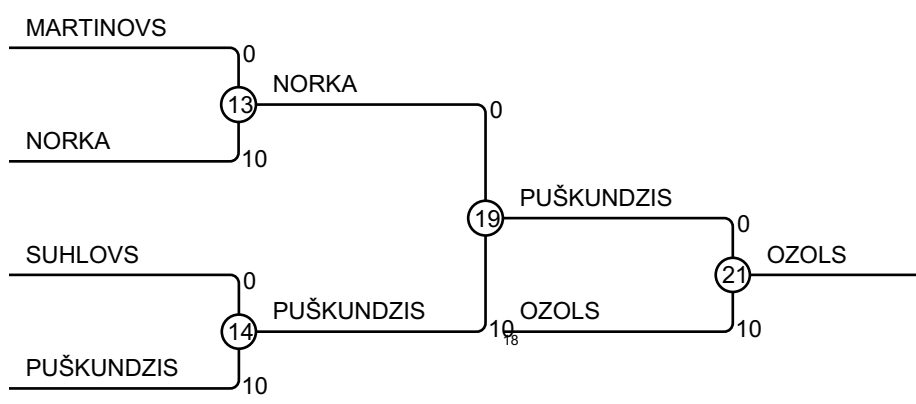 MARTINOVS
0
13
NORKA
0
NORKA
10
19
PUŠKUNDZIS
0
SUHLOVS
0
21
OZOLS
14
PUŠKUNDZIS
10
18
OZOLS
10
PUŠKUNDZIS
10